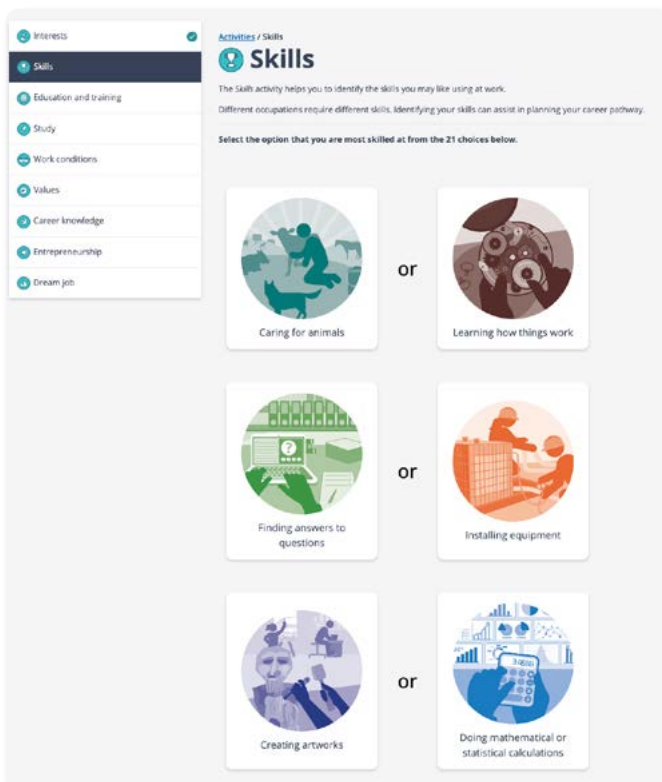 Interests
Skills
Education and training
Study
Work conditions
Values
Career knowledge
Entrepreneurship
Dream job
Activities / Skills
Skills
The Skills activity helps you to identify the skills you may like using at work.
Different occupations require different skills. Identifying your skills can assist in planning your career pathway.
Select the option that you are most skilled at from the 21 choices below.
or
Caring for animals
Learning how things work
?
or
Finding answers to
questions
Installing equipment
or
Creating artworks
Doing mathematical or
statistical calculations